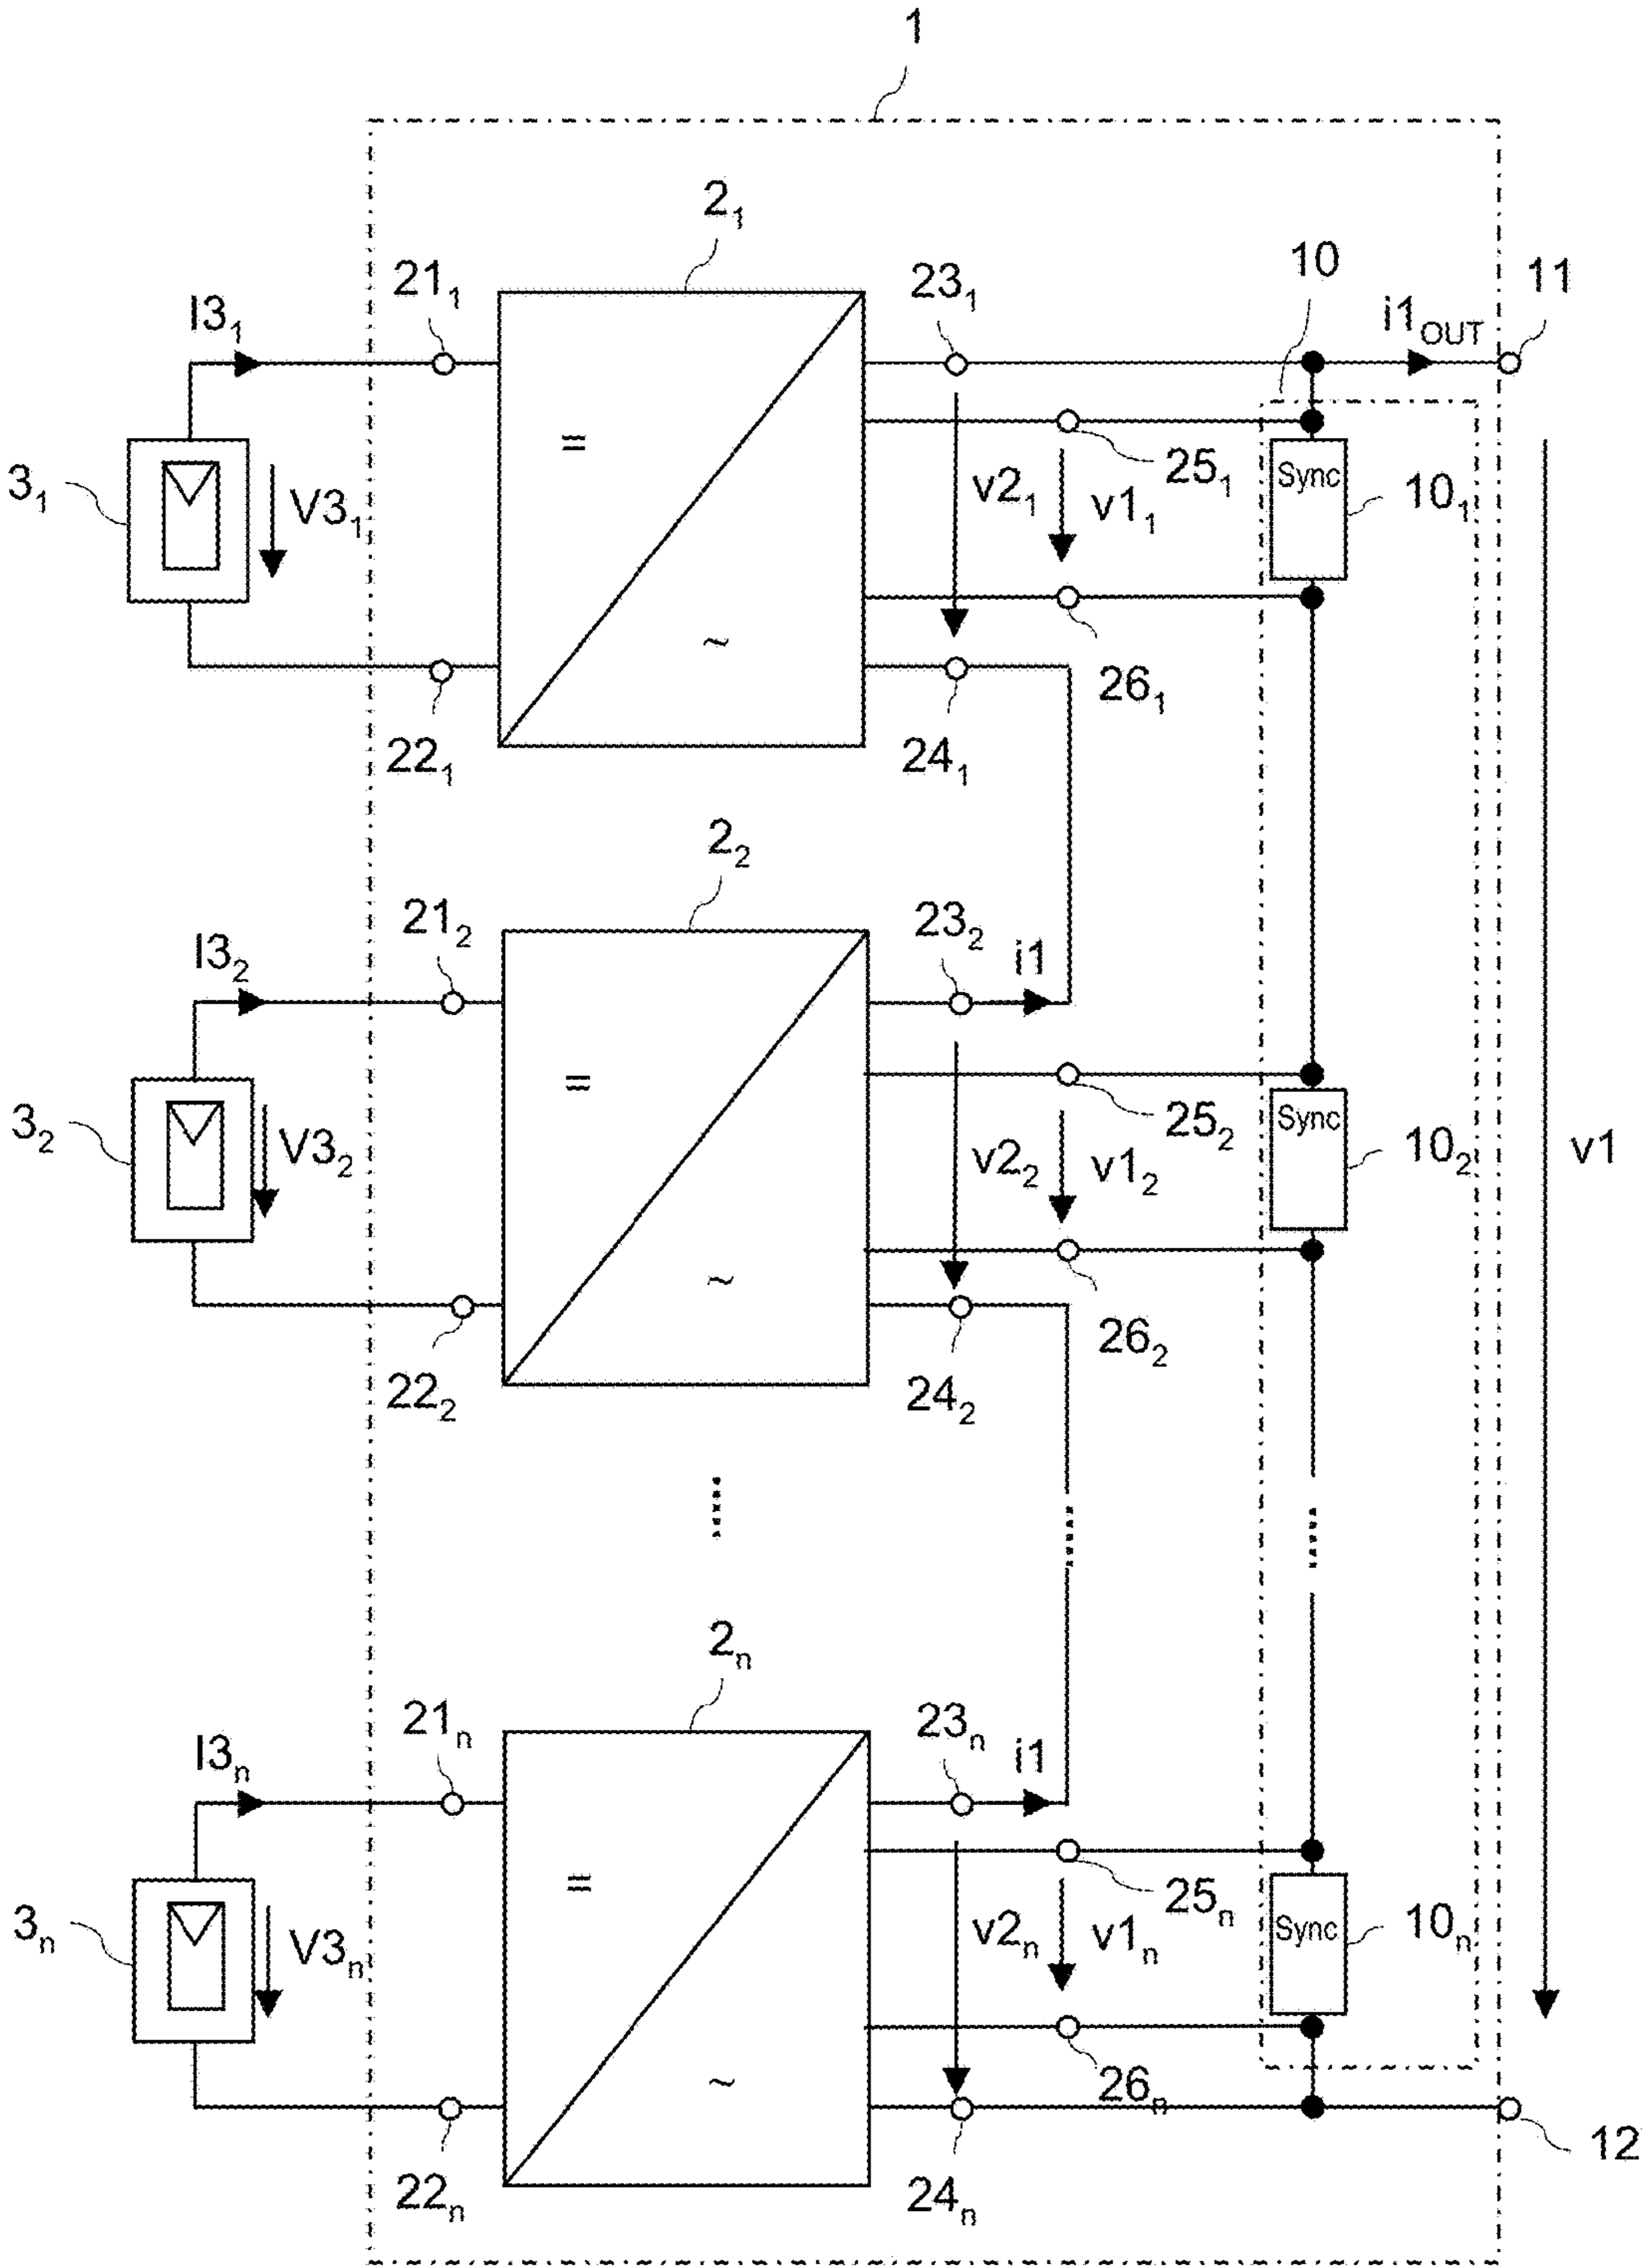 1
2₁
10
11
21₁
23₁
I3₁
i1OUT
=
25₁
Sync
10₁
3₁
V3₁
v2₁
v1₁
~
26₁
22₁
24₁
2₂
21₂
23₂
I3₂
i1
=
25₂
Sync
10₂
3₂
V3₂
v2₂
v1₂
v1
~
26₂
22₂
24₂
2n
21n
23n
I3n
i1
=
25n
Sync
10n
3n
V3n
v2n
v1n
~
26n
12
22n
24n